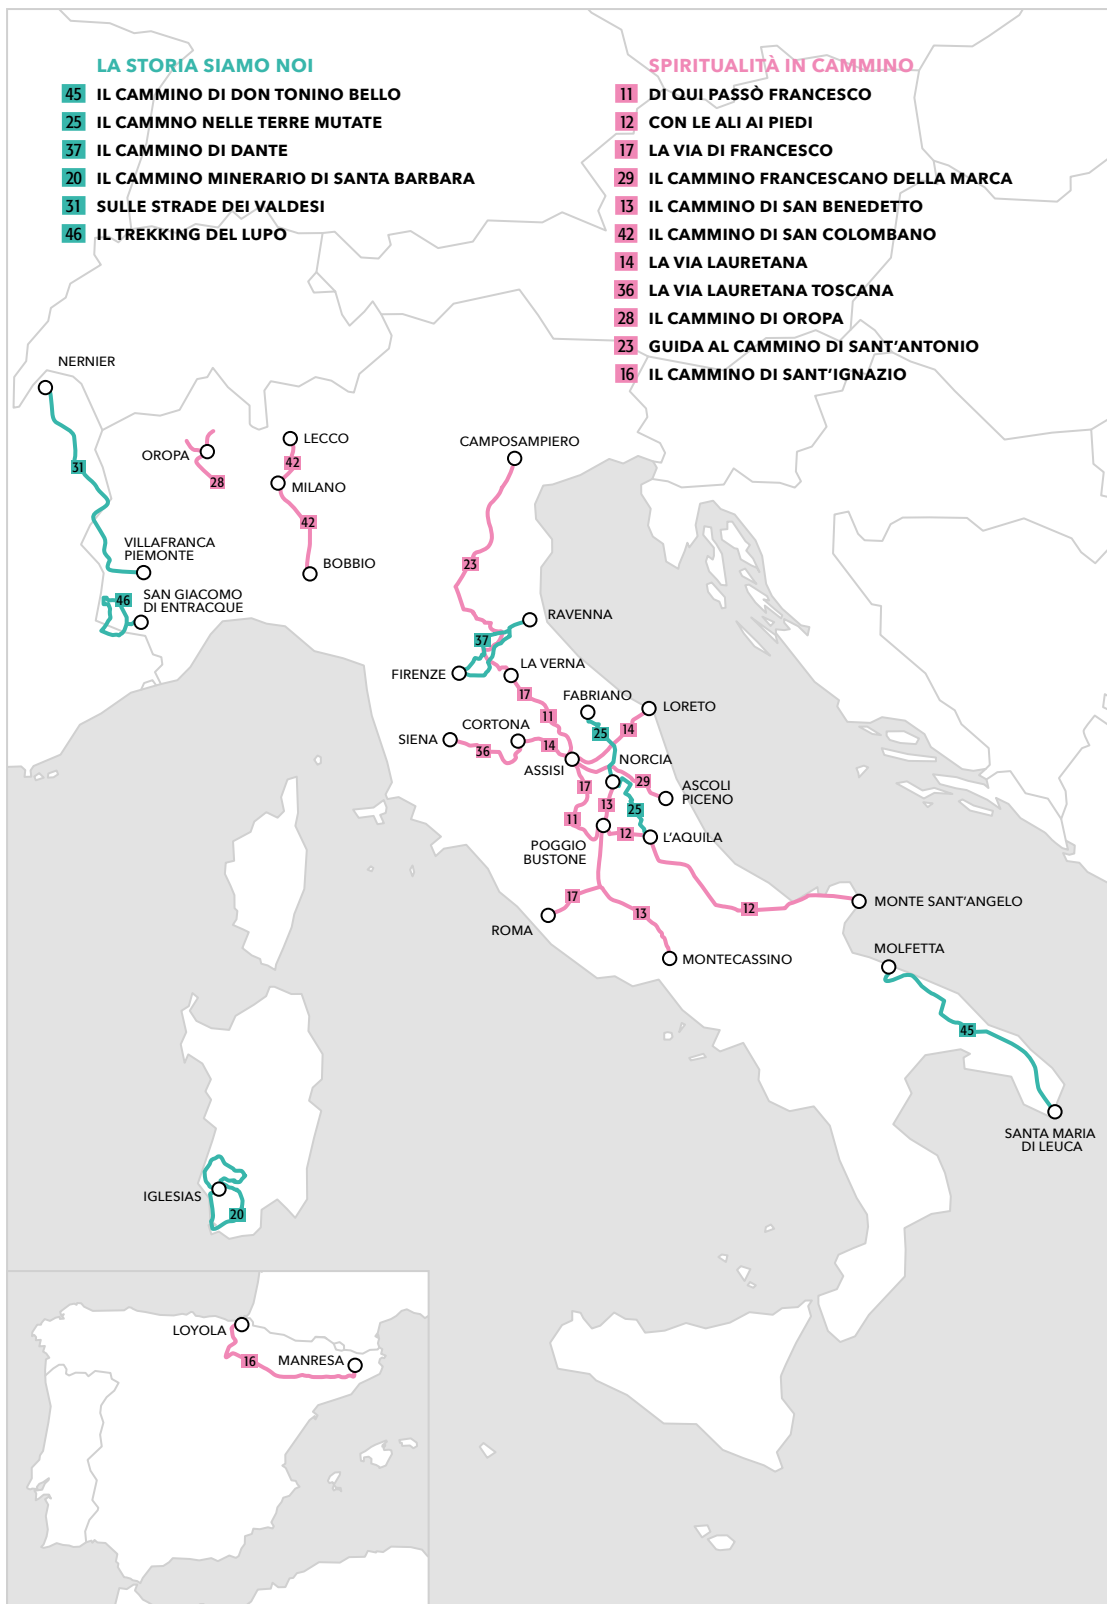 LA STORIA SIAMO NOI
45 IL CAMMINO DI DON TONINO BELLO
25 IL CAMMNO NELLE TERRE MUTATE
37 IL CAMMINO DI DANTE
20 IL CAMMINO MINERARIO DI SANTA BARBARA
31 SULLE STRADE DEI VALDESI
46 IL TREKKING DEL LUPO
SPIRITUALITÀ IN CAMMINO
11 DI QUI PASSÒ FRANCESCO
12 CON LE ALI AI PIEDI
17 LA VIA DI FRANCESCO
29 IL CAMMINO FRANCESCANO DELLA MARCA
13 IL CAMMINO DI SAN BENEDETTO
42 IL CAMMINO DI SAN COLOMBANO
14 LA VIA LAURETANA
36 LA VIA LAURETANA TOSCANA
28 IL CAMMINO DI OROPA
23 GUIDA AL CAMMINO DI SANT'ANTONIO
16 IL CAMMINO DI SANT'IGNAZIO
NERNIER
31
OROPA
28
LECCO
42
MILANO
42
BOBBIO
CAMPOSAMPIERO
23
VILLAFRANCA
PIEMONTE
46
SAN GIACOMO
DI ENTRACQUE
RAVENNA
37
FIRENZE
LA VERNA
17
11
FABRIANO
25
LORETO
14
CORTONA
SIENA
36
14
ASSISI
NORCIA
29
ASCOLI
PICENO
17
13
25
11
12
L'AQUILA
POGGIO
BUSTONE
17
ROMA
13
MONTECASSINO
12
MONTE SANT'ANGELO
MOLFETTA
45
SANTA MARIA
DI LEUCA
IGLESIAS
20
LOYOLA
16
MANRESA